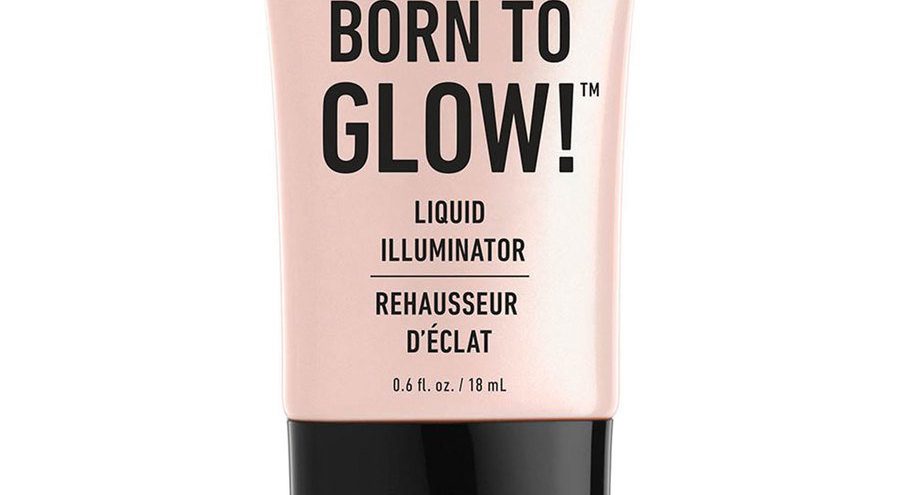 BORN TO
GLOW!™
LIQUID
ILLUMINATOR
REHAUSSEUR
D'ÉCLAT
0.6 fl. oz. / 18 mL